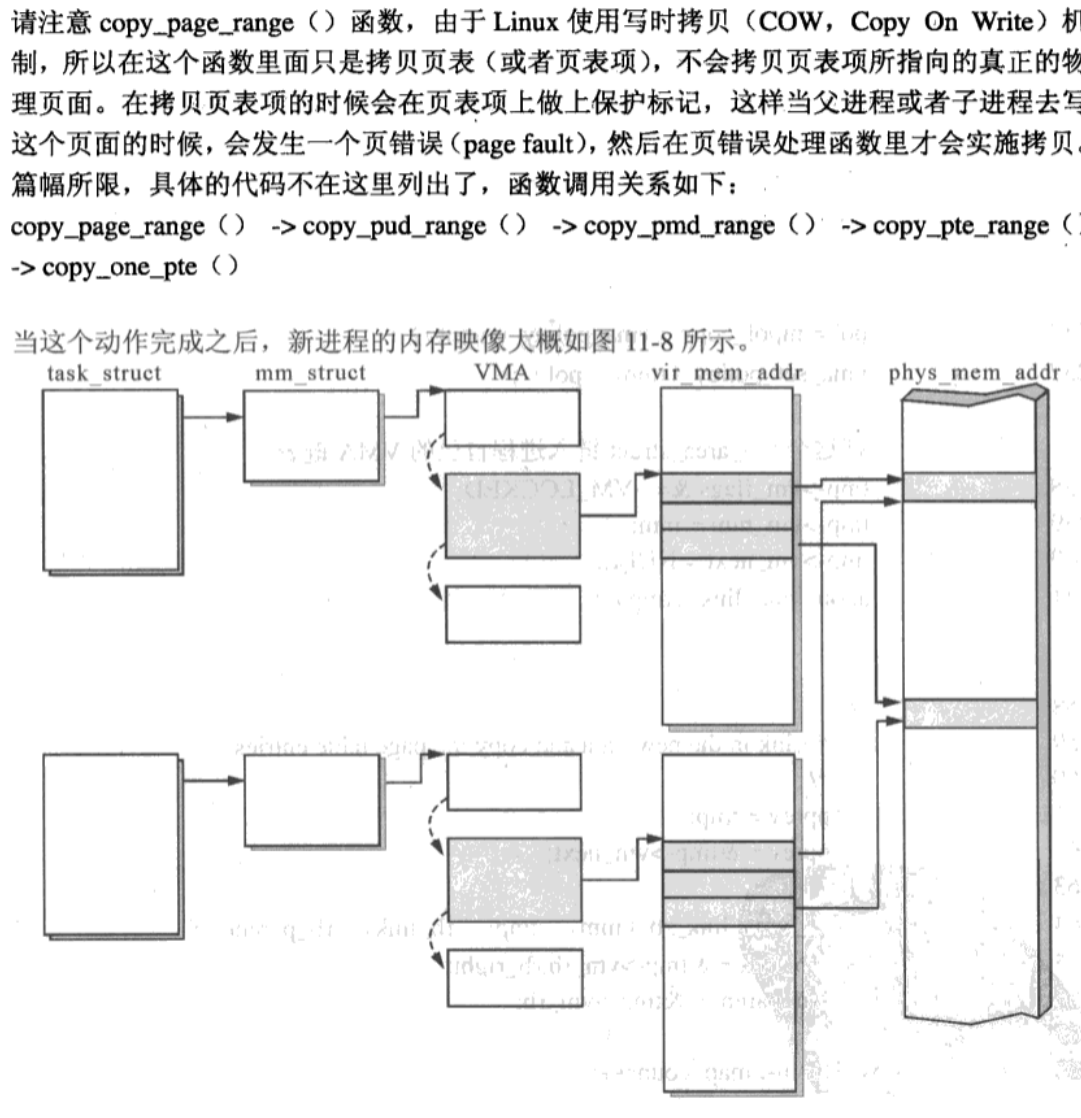 请注意 copy_page_range（）函数，由于 Linux 使用写时拷贝（COW，Copy On Write）机
制，所以在这个函数里面只是拷贝页表（或者页表项），不会拷贝页表项所指向的真正的物
理页面。在拷贝页表项的时候会在页表项上做上保护标记，这样当父进程或者子进程去写
这个页面的时候，会发生一个页错误（page fault），然后在页错误处理函数里才会实施拷贝。
篇幅所限，具体的代码不在这里列出了，函数调用关系如下：
copy_page_range（） -> copy_pud_range（） -> copy_pmd_range（） -> copy_pte_range（）
-> copy_one_pte（）
当这个动作完成之后，新进程的内存映像大概如图 11-8 所示。
task_struct mm_struct VMA vir_mem_addr phys_mem_addr